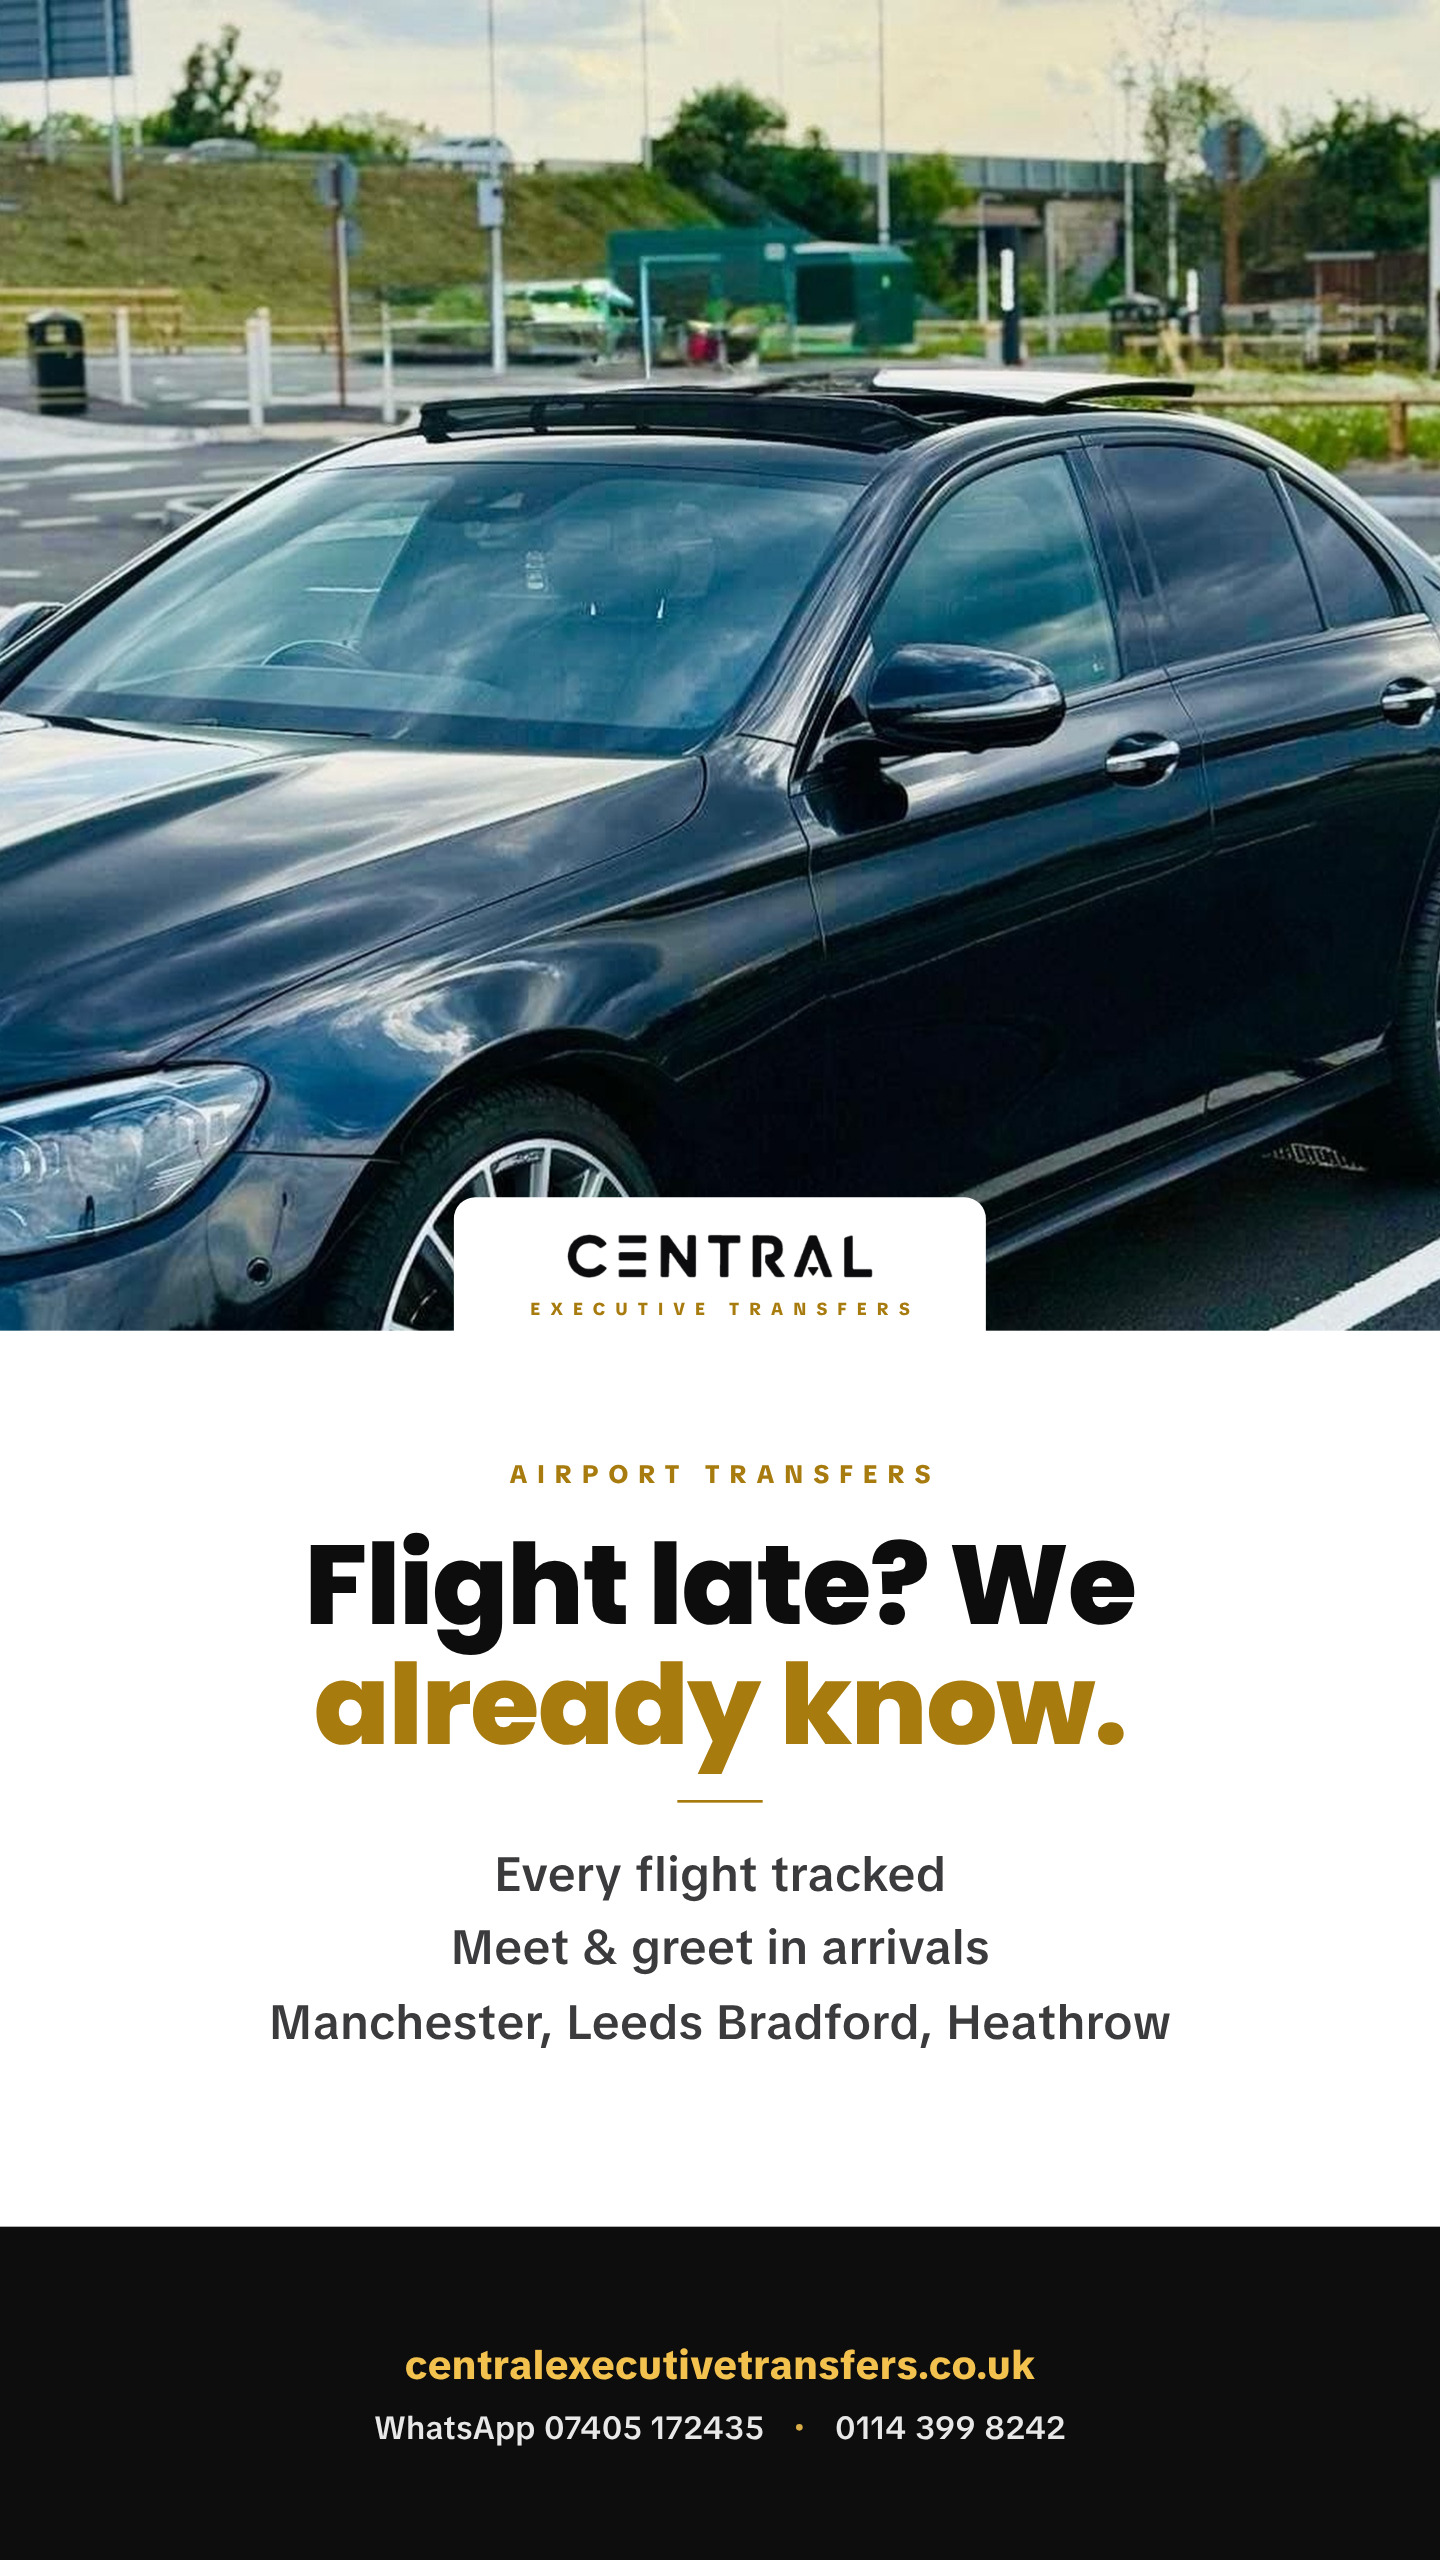 CENTRAL
EXECUTIVE TRANSFERS
AIRPORT TRANSFERS
Flight late? We
already know.
Every flight tracked
Meet & greet in arrivals
Manchester, Leeds Bradford, Heathrow
centralexecutivetransfers.co.uk
WhatsApp 07405 172435 • 0114 399 8242